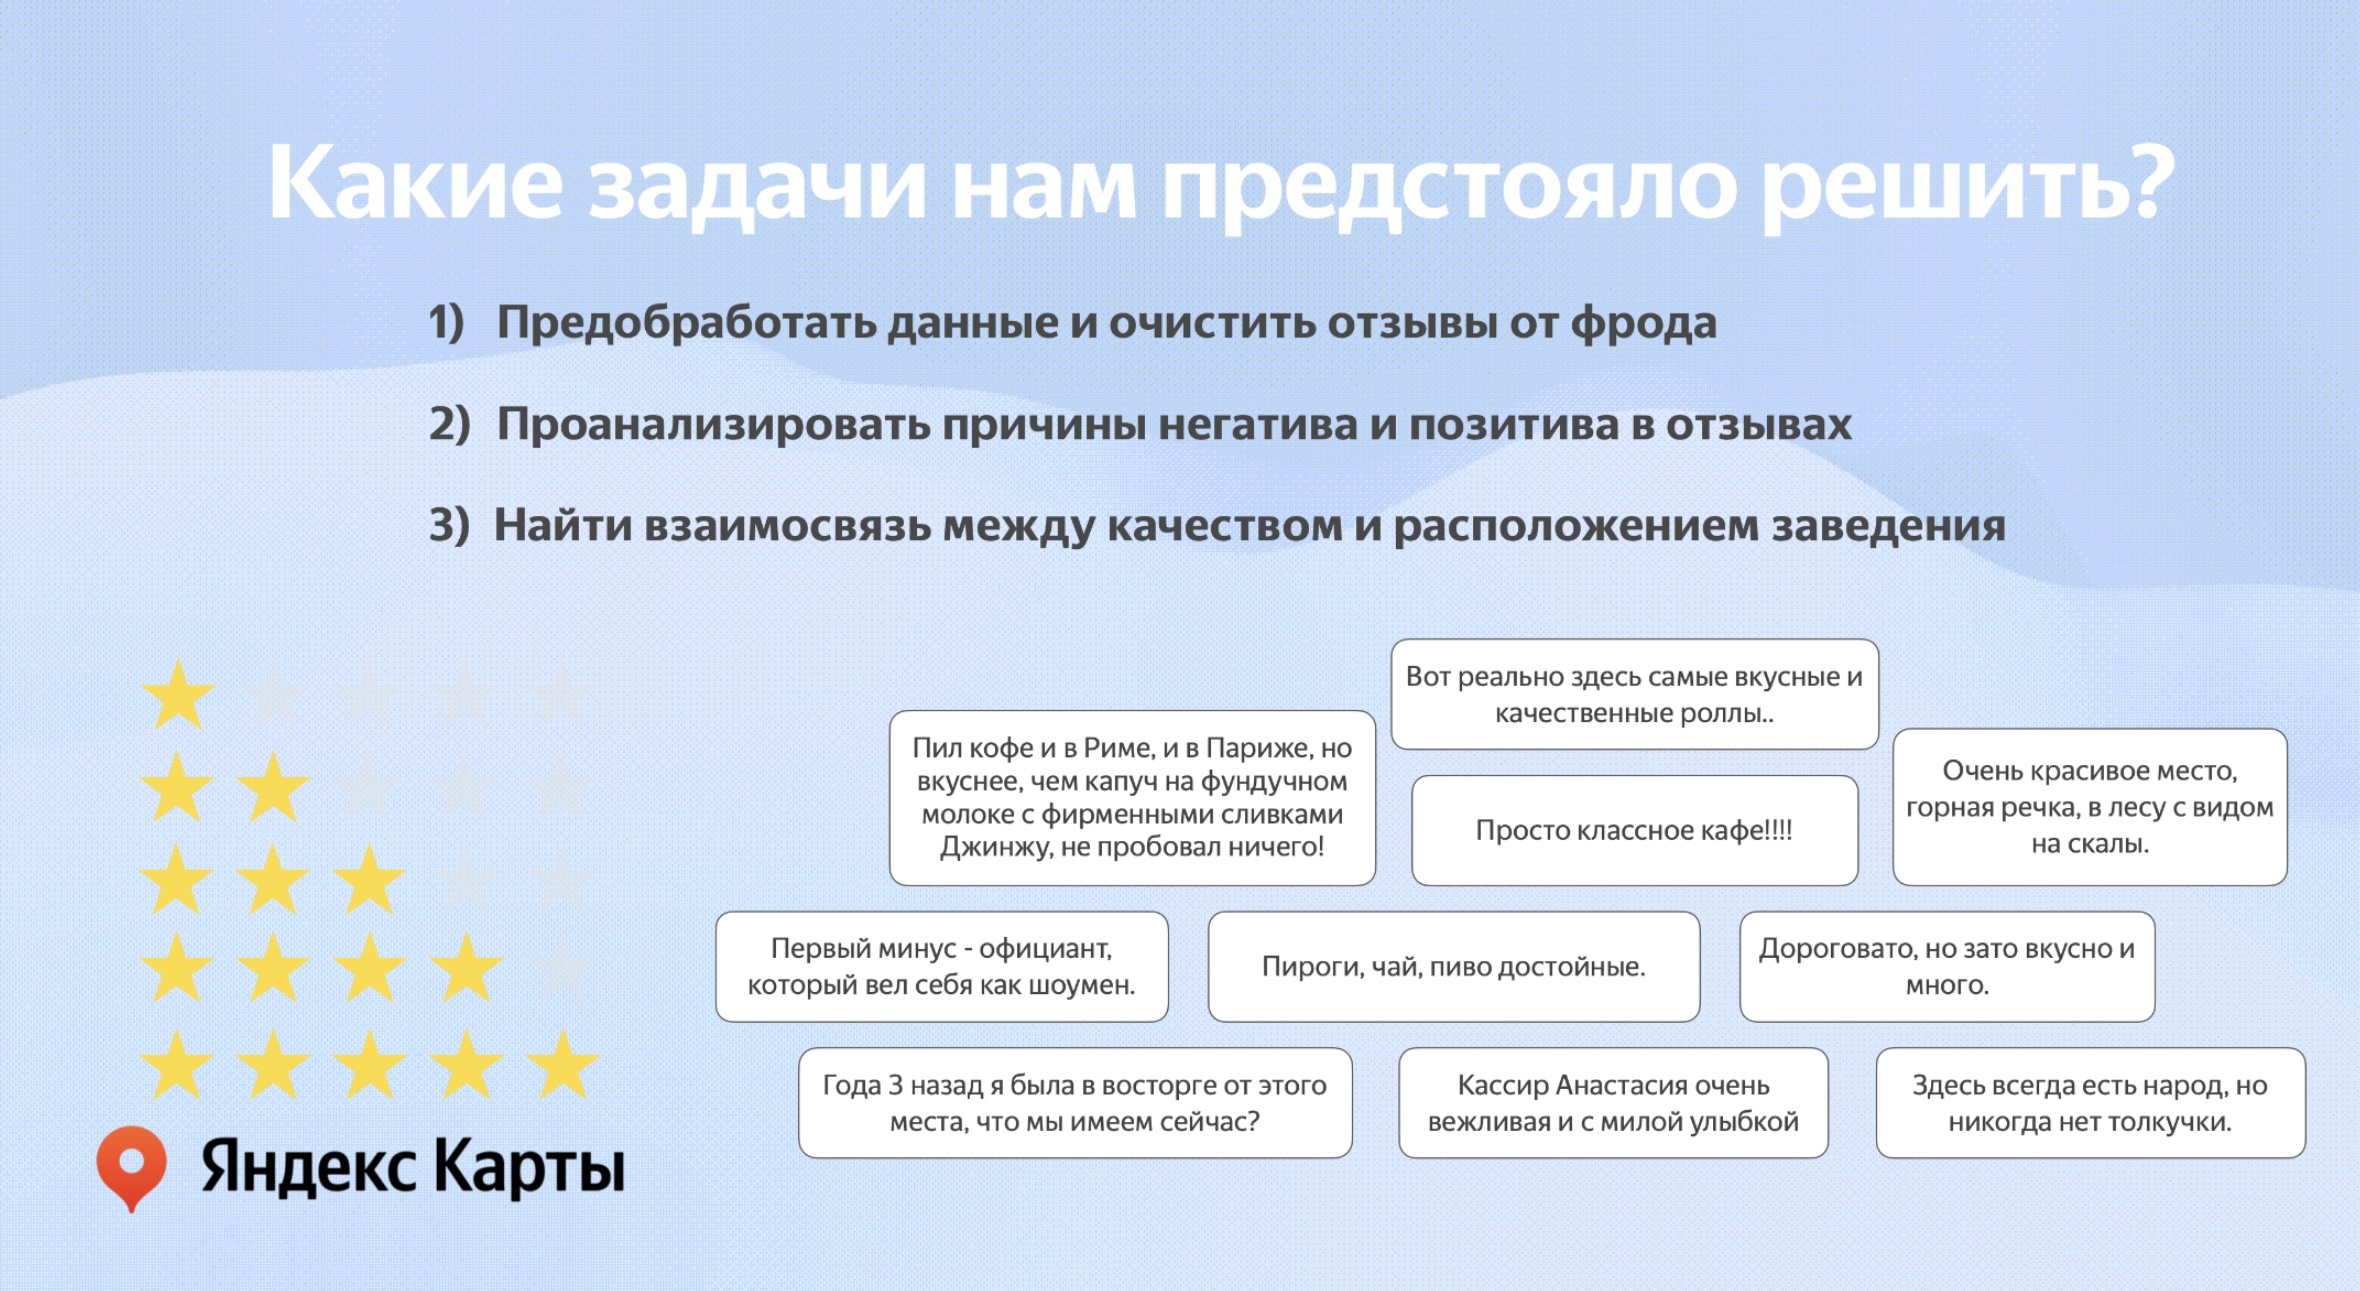 Какие задачи нам предстояло решить?
1) Предобработать данные и очистить отзывы от фрода
2) Проанализировать причины негатива и позитива в отзывах
3) Найти взаимосвязь между качеством и расположением заведения
Вот реально здесь самые вкусные и
качественные роллы..
Пил кофе и в Риме, и в Париже, но
вкуснее, чем капуч на фундучном
молоке с фирменными сливками
Джинжу, не пробовал ничего!
Просто классное кафе!!!!
Очень красивое место,
горная речка, в лесу с видом
на скалы.
Первый минус - официант,
который вел себя как шоумен.
Пироги, чай, пиво достойные.
Дороговато, но зато вкусно и
много.
Года 3 назад я была в восторге от этого
места, что мы имеем сейчас?
Кассир Анастасия очень
вежливая и с милой улыбкой
Здесь всегда есть народ, но
никогда нет толкучки.
Яндекс Карты